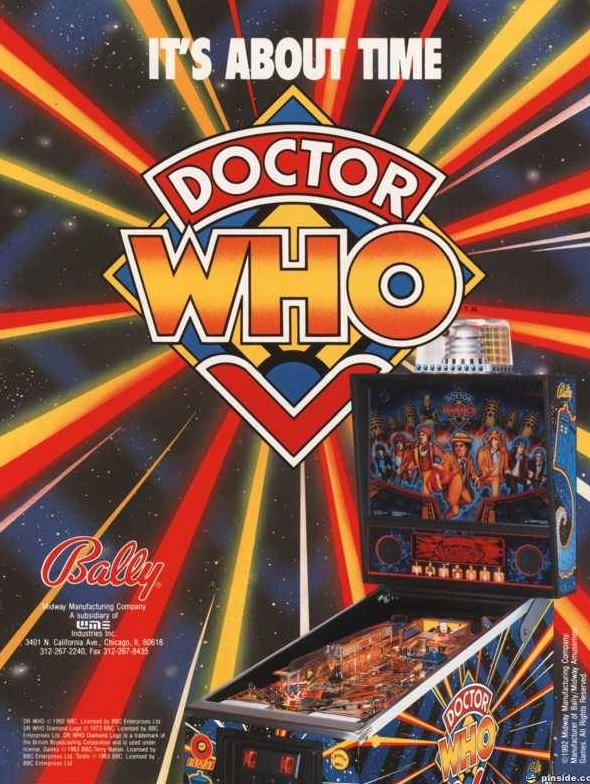 IT'S ABOUT TIME
DOCTOR
WHO
T.M.
DOCTOR
WHO
Bally
Bally
Midway Manufacturing Company
A subsidiary of
WMS
Industries Inc.
3401 N. California Ave., Chicago, IL 60618
312-267-2240, Fax 312-267-8435
DR WHO © 1992 BBC. Licensed by BBC Enterprises Ltd.
DR WHO Diamond Logo © 1973 BBC. Licensed by BBC
Enterprises Ltd. DR WHO Diamond Logo is a trademark of
the British Broadcasting Corporation and is used under
license. Daleks © 1963 BBC/Terry Nation. Licensed by
BBC Enterprises Ltd. Tardis © 1963 BBC. Licensed by
BBC Enterprises Ltd.
START
DOCTOR
WHO
©1992 Midway Manufacturing Company
Manufacturer of Bally/Midway Amusement
Games. All Rights Reserved.
pinside.co